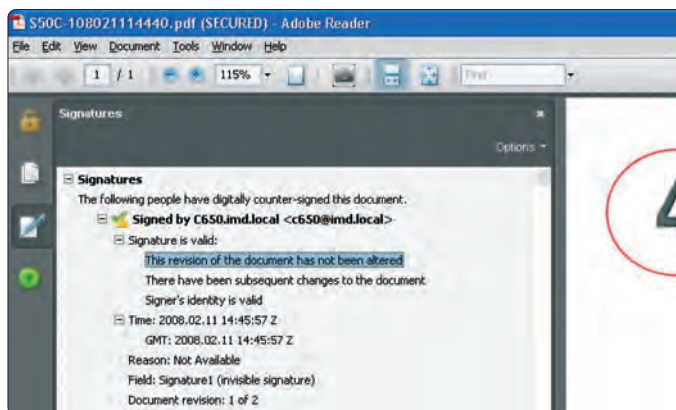 S50C-108021114440.pdf (SECURED) - Adobe Reader
File Edit View Document Tools Window Help
1 / 1 115% Find
Signatures
Options
Signatures
The following people have digitally counter-signed this document.
Signed by C650.imd.local <c650@imd.local>
Signature is valid:
This revision of the document has not been altered
There have been subsequent changes to the document
Signer's identity is valid
Time: 2008.02.11 14:45:57 Z
GMT: 2008.02.11 14:45:57 Z
Reason: Not Available
Field: Signature1 (invisible signature)
Document revision: 1 of 2